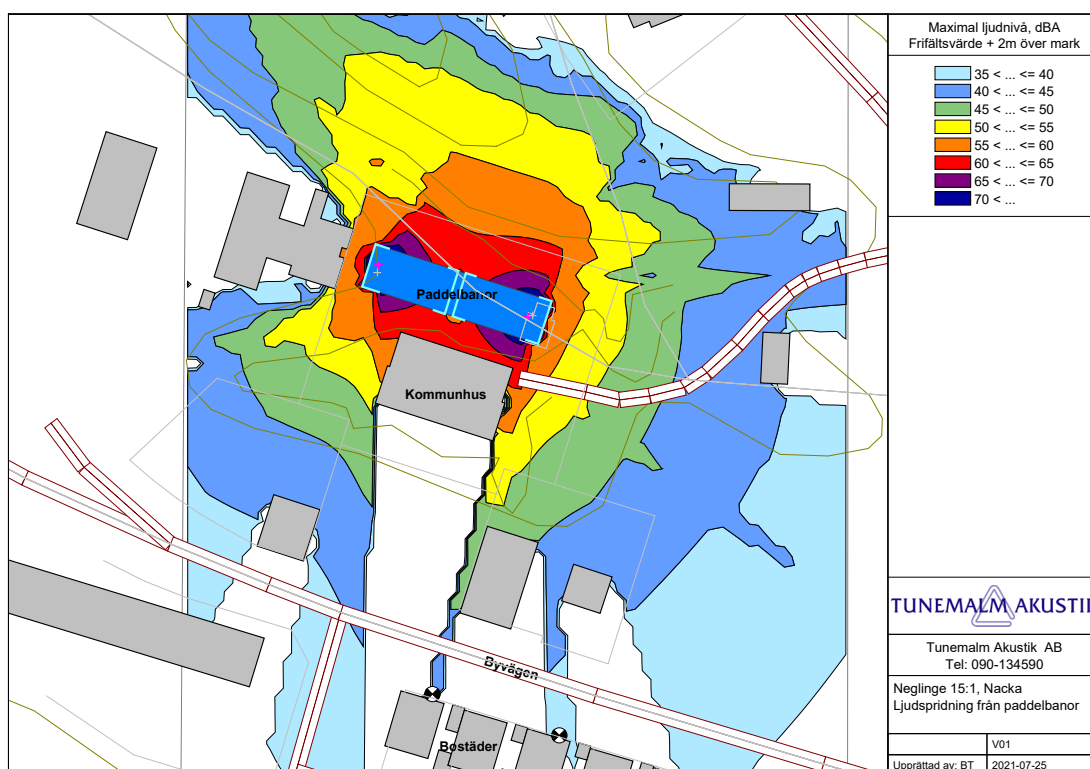 Maximal ljudnivå, dBA
Frifältsvärde + 2m över mark
35 < ... <= 40
40 < ... <= 45
45 < ... <= 50
50 < ... <= 55
55 < ... <= 60
60 < ... <= 65
65 < ... <= 70
70 < ...
Paddelbanor
Kommunhus
Byvägen
Bostäder
TUNEMALM AKUSTIK
Tunemalm Akustik AB
Tel: 090-134590
Neglinge 15:1, Nacka
Ljudspridning från paddelbanor
V01
Upprättad av: BT
2021-07-25